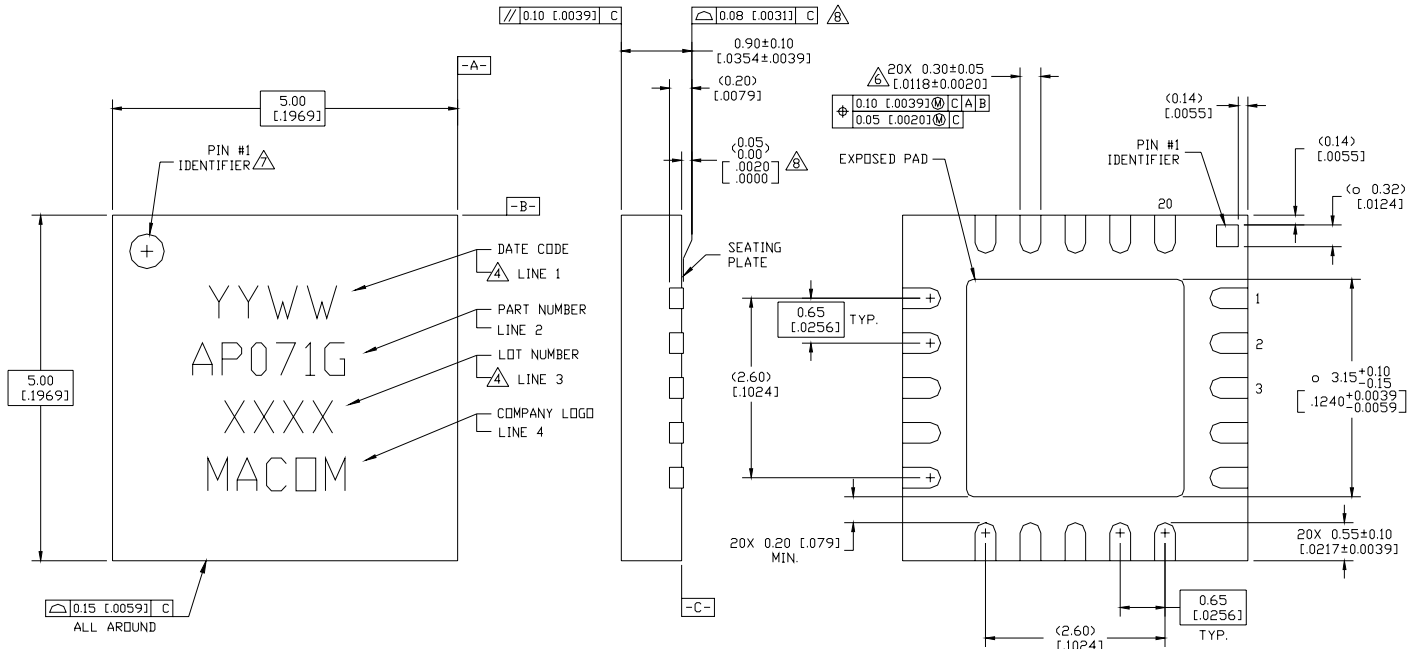 // 0.10 [.0039] C
⌓ 0.08 [.0031] C 8
0.90±0.10
[.0354±.0039]
-A-
(0.20)
[.0079]
6 20X 0.30±0.05
[.0118±0.0020]
⌖ 0.10 [.0039] Ⓜ C A B
0.05 [.0020] Ⓜ C
(0.14)
[.0055]
5.00
[.1969]
PIN #1
IDENTIFIER 7
(0.05
0.00)
[.0020
.0000] 8
EXPOSED PAD
PIN #1
IDENTIFIER
(0.14)
[.0055]
(□ 0.32)
[.0124]
-B-
20
SEATING
PLATE
DATE CODE
4 LINE 1
YYWW
PART NUMBER
LINE 2
AP071G
LOT NUMBER
4 LINE 3
XXXX
COMPANY LOGO
LINE 4
MACOM
5.00
[.1969]
0.65
[.0256] TYP.
(2.60)
[.1024]
1
2
3
□ 3.15 +0.10
-0.15
[.1240 +0.0039
-0.0059]
20X 0.20 [.079]
MIN.
20X 0.55±0.10
[.0217±0.0039]
⌓ 0.15 [.0059] C
ALL AROUND
-C-
0.65
[.0256]
TYP.
(2.60)
[.1024]